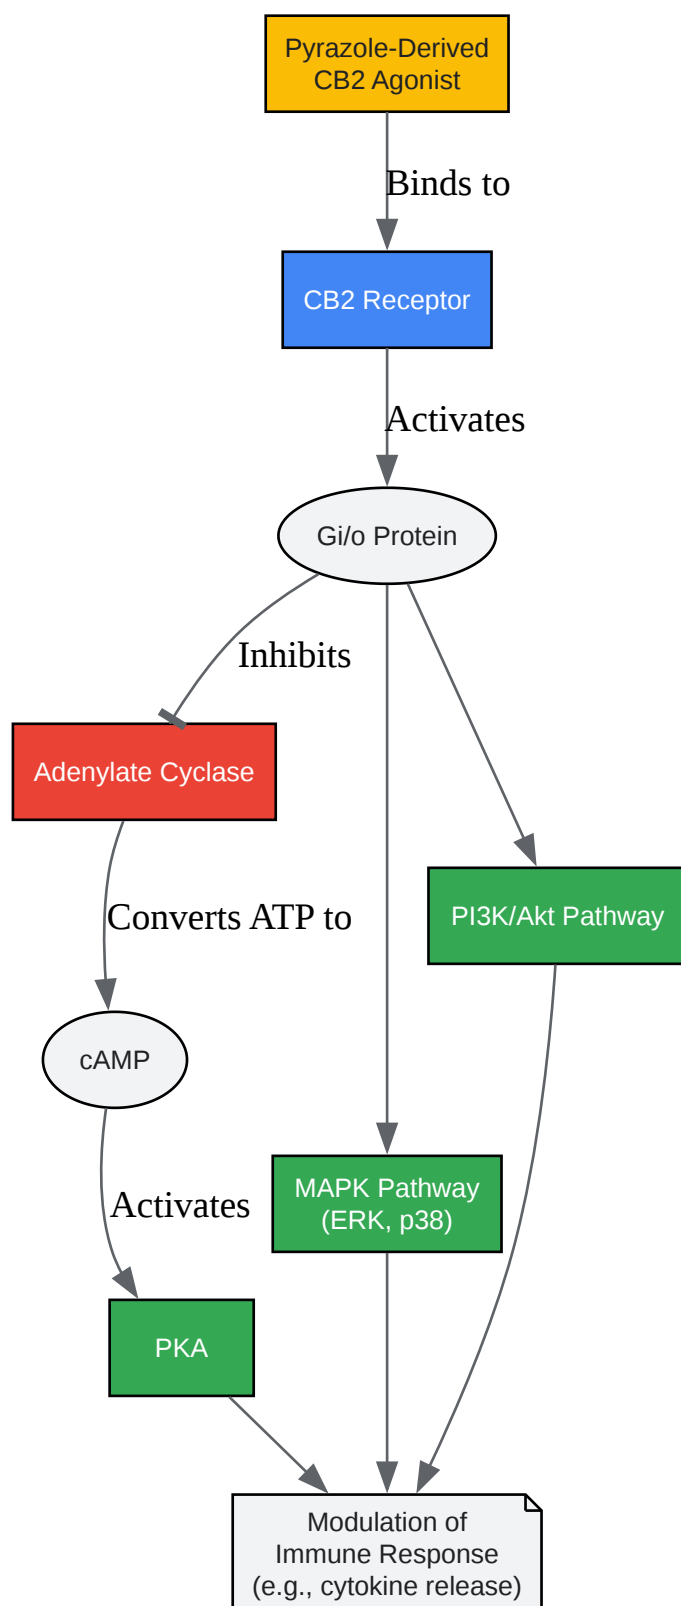 Pyrazole-Derived
CB2 Agonist
Binds to
CB2 Receptor
Activates
Gi/o Protein
Inhibits
Adenylate Cyclase
PI3K/Akt Pathway
Converts ATP to
cAMP
MAPK Pathway
(ERK, p38)
Activates
PKA
Modulation of
Immune Response
(e.g., cytokine release)